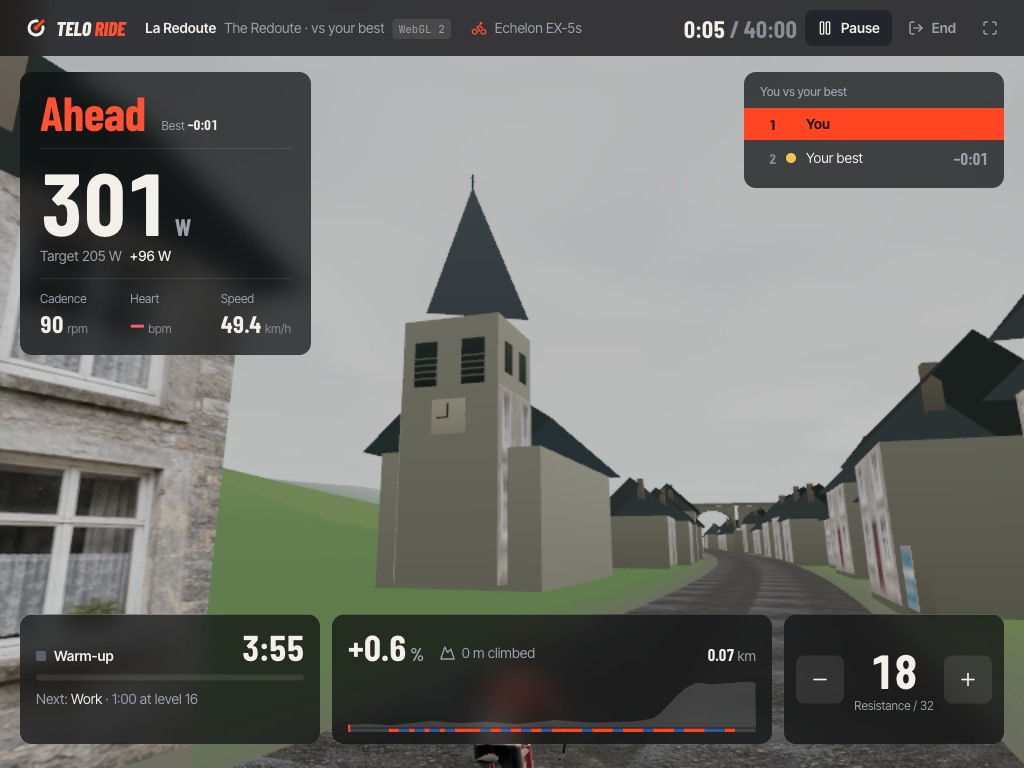 TELO RIDE La Redoute The Redoute · vs your best WebGL 2 Echelon EX-5s 0:05 / 40:00 Pause End
Ahead Best −0:01
301 W
Target 205 W +96 W
Cadence Heart Speed
90 rpm — bpm 49.4 km/h
You vs your best
1 You
2 Your best −0:01
Warm-up 3:55
Next: Work · 1:00 at level 16
+0.6 % 0 m climbed 0.07 km
− 18 +
Resistance / 32